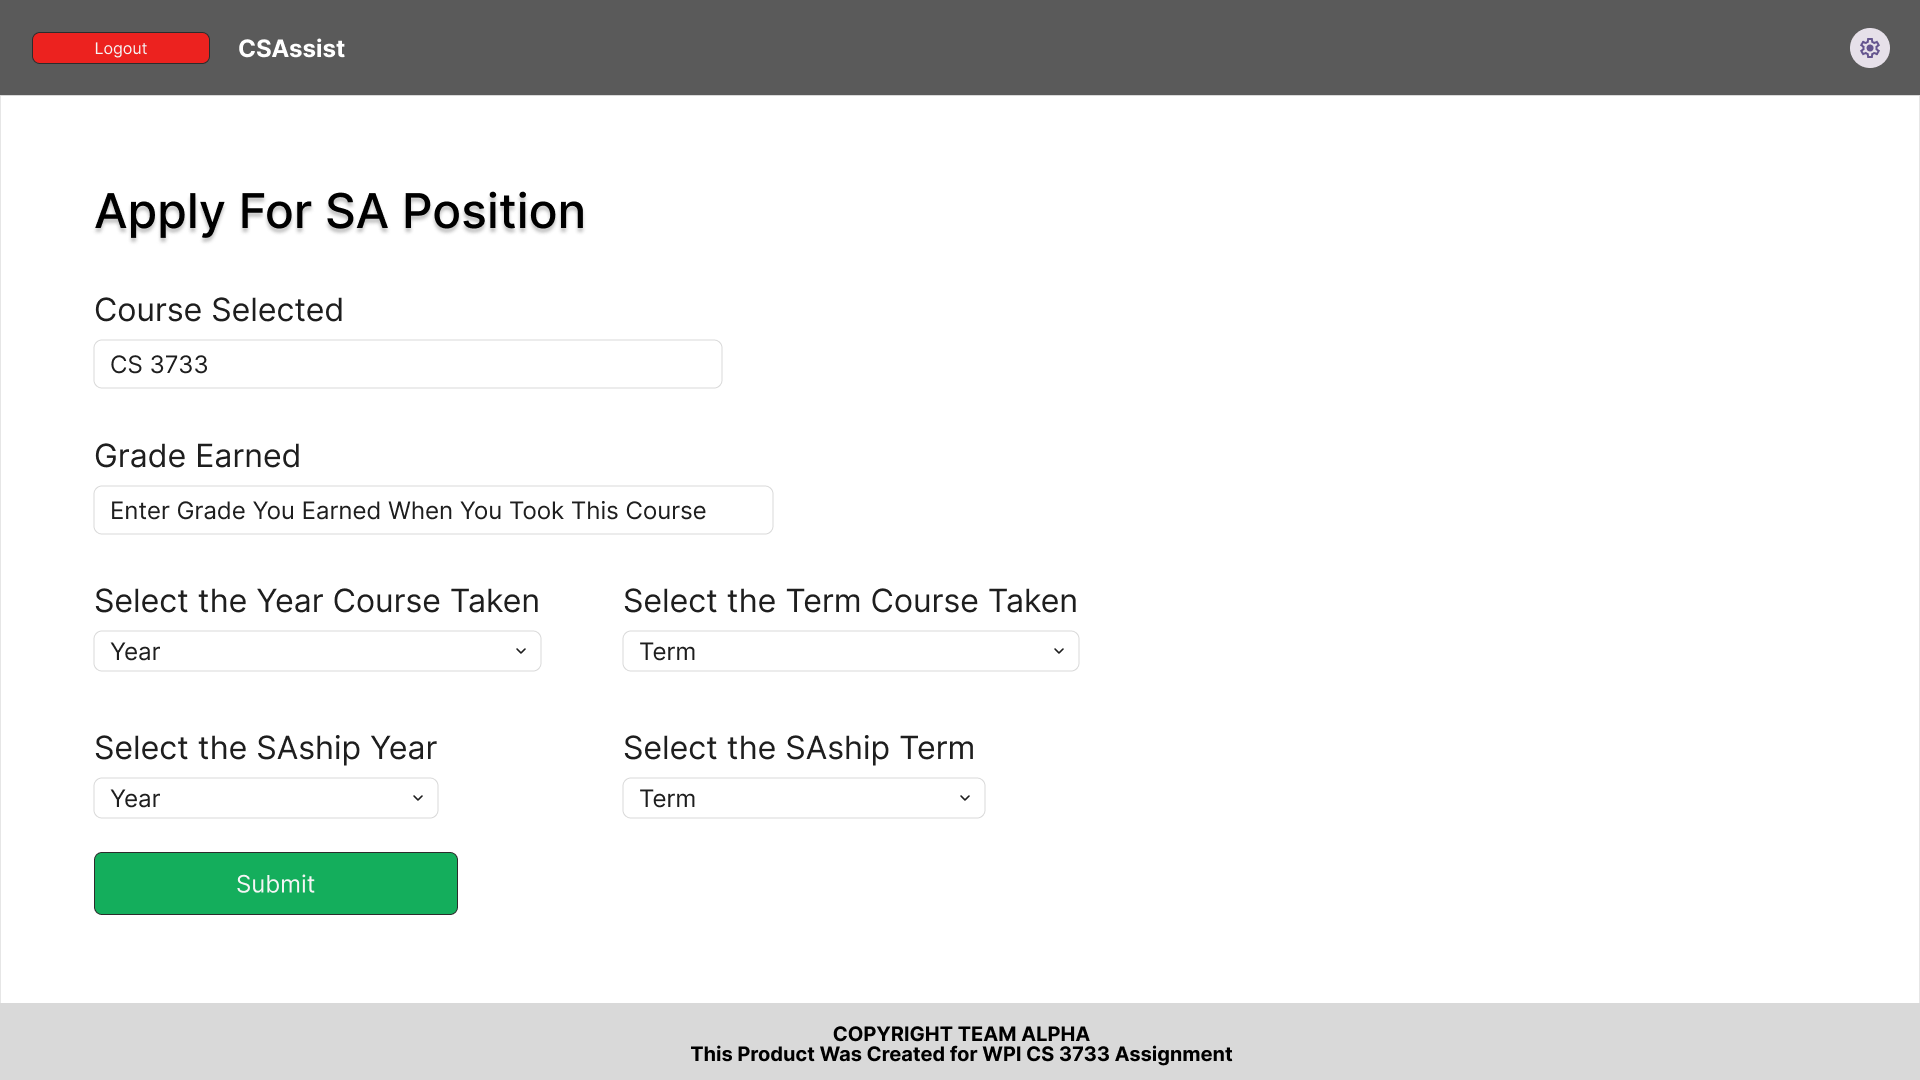 Logout
CSAssist
Apply For SA Position
Course Selected
CS 3733
Grade Earned
Enter Grade You Earned When You Took This Course
Select the Year Course Taken
Select the Term Course Taken
Year
Term
Select the SAship Year
Select the SAship Term
Year
Term
Submit
COPYRIGHT TEAM ALPHA
This Product Was Created for WPI CS 3733 Assignment